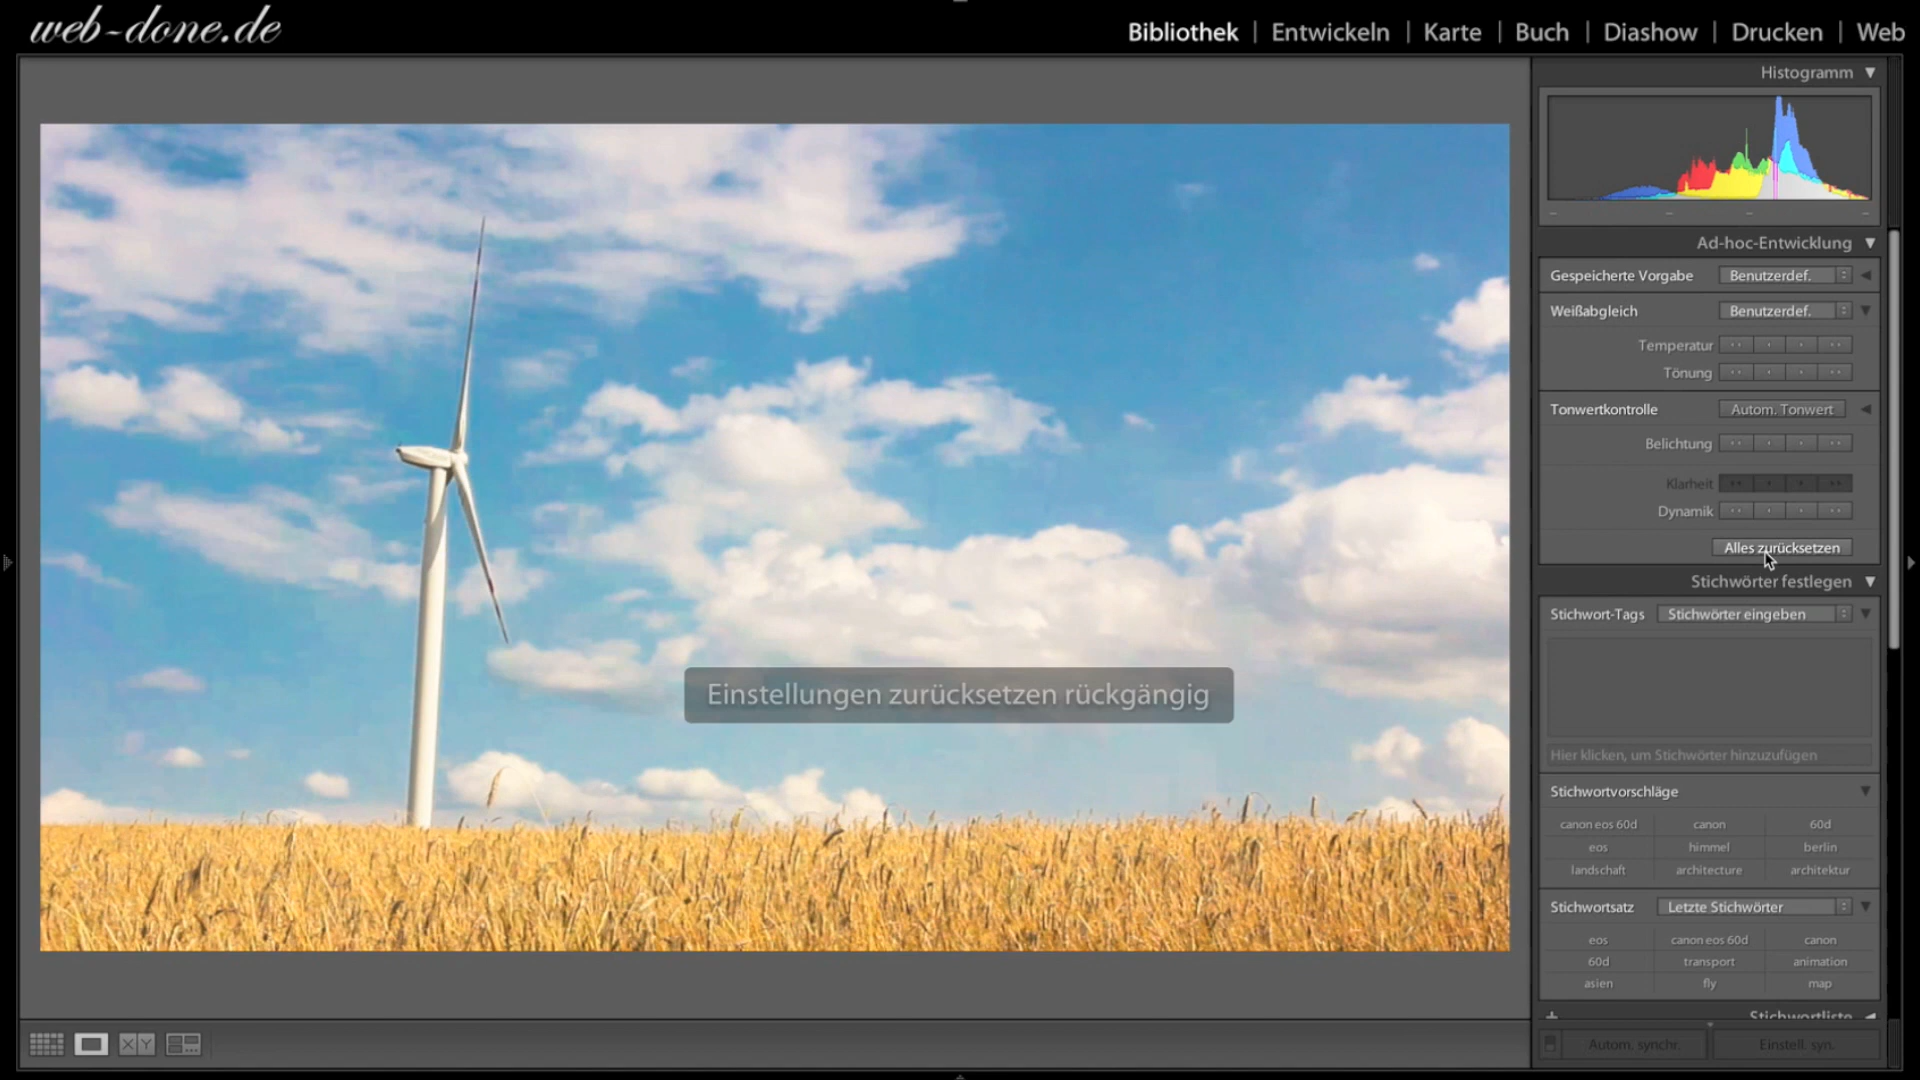 web-done.de
Bibliothek | Entwickeln | Karte | Buch | Diashow | Drucken | Web
Histogramm
Ad-hoc-Entwicklung
Gespeicherte Vorgabe Benutzerdef.
Weißabgleich Benutzerdef.
Temperatur
Tönung
Tonwertkontrolle Autom. Tonwert
Belichtung
Klarheit
Dynamik
Alles zurücksetzen
Stichwörter festlegen
Stichwort-Tags Stichwörter eingeben
Einstellungen zurücksetzen rückgängig
Hier klicken, um Stichwörter hinzuzufügen
Stichwortvorschläge
canon eos 60d canon 60d
eos himmel berlin
landschaft architecture architektur
Stichwortsatz Letzte Stichwörter
eos canon eos 60d canon
60d transport animation
asien fly map
Stichwortliste
XY
Autom. synchr. Einstell. syn.